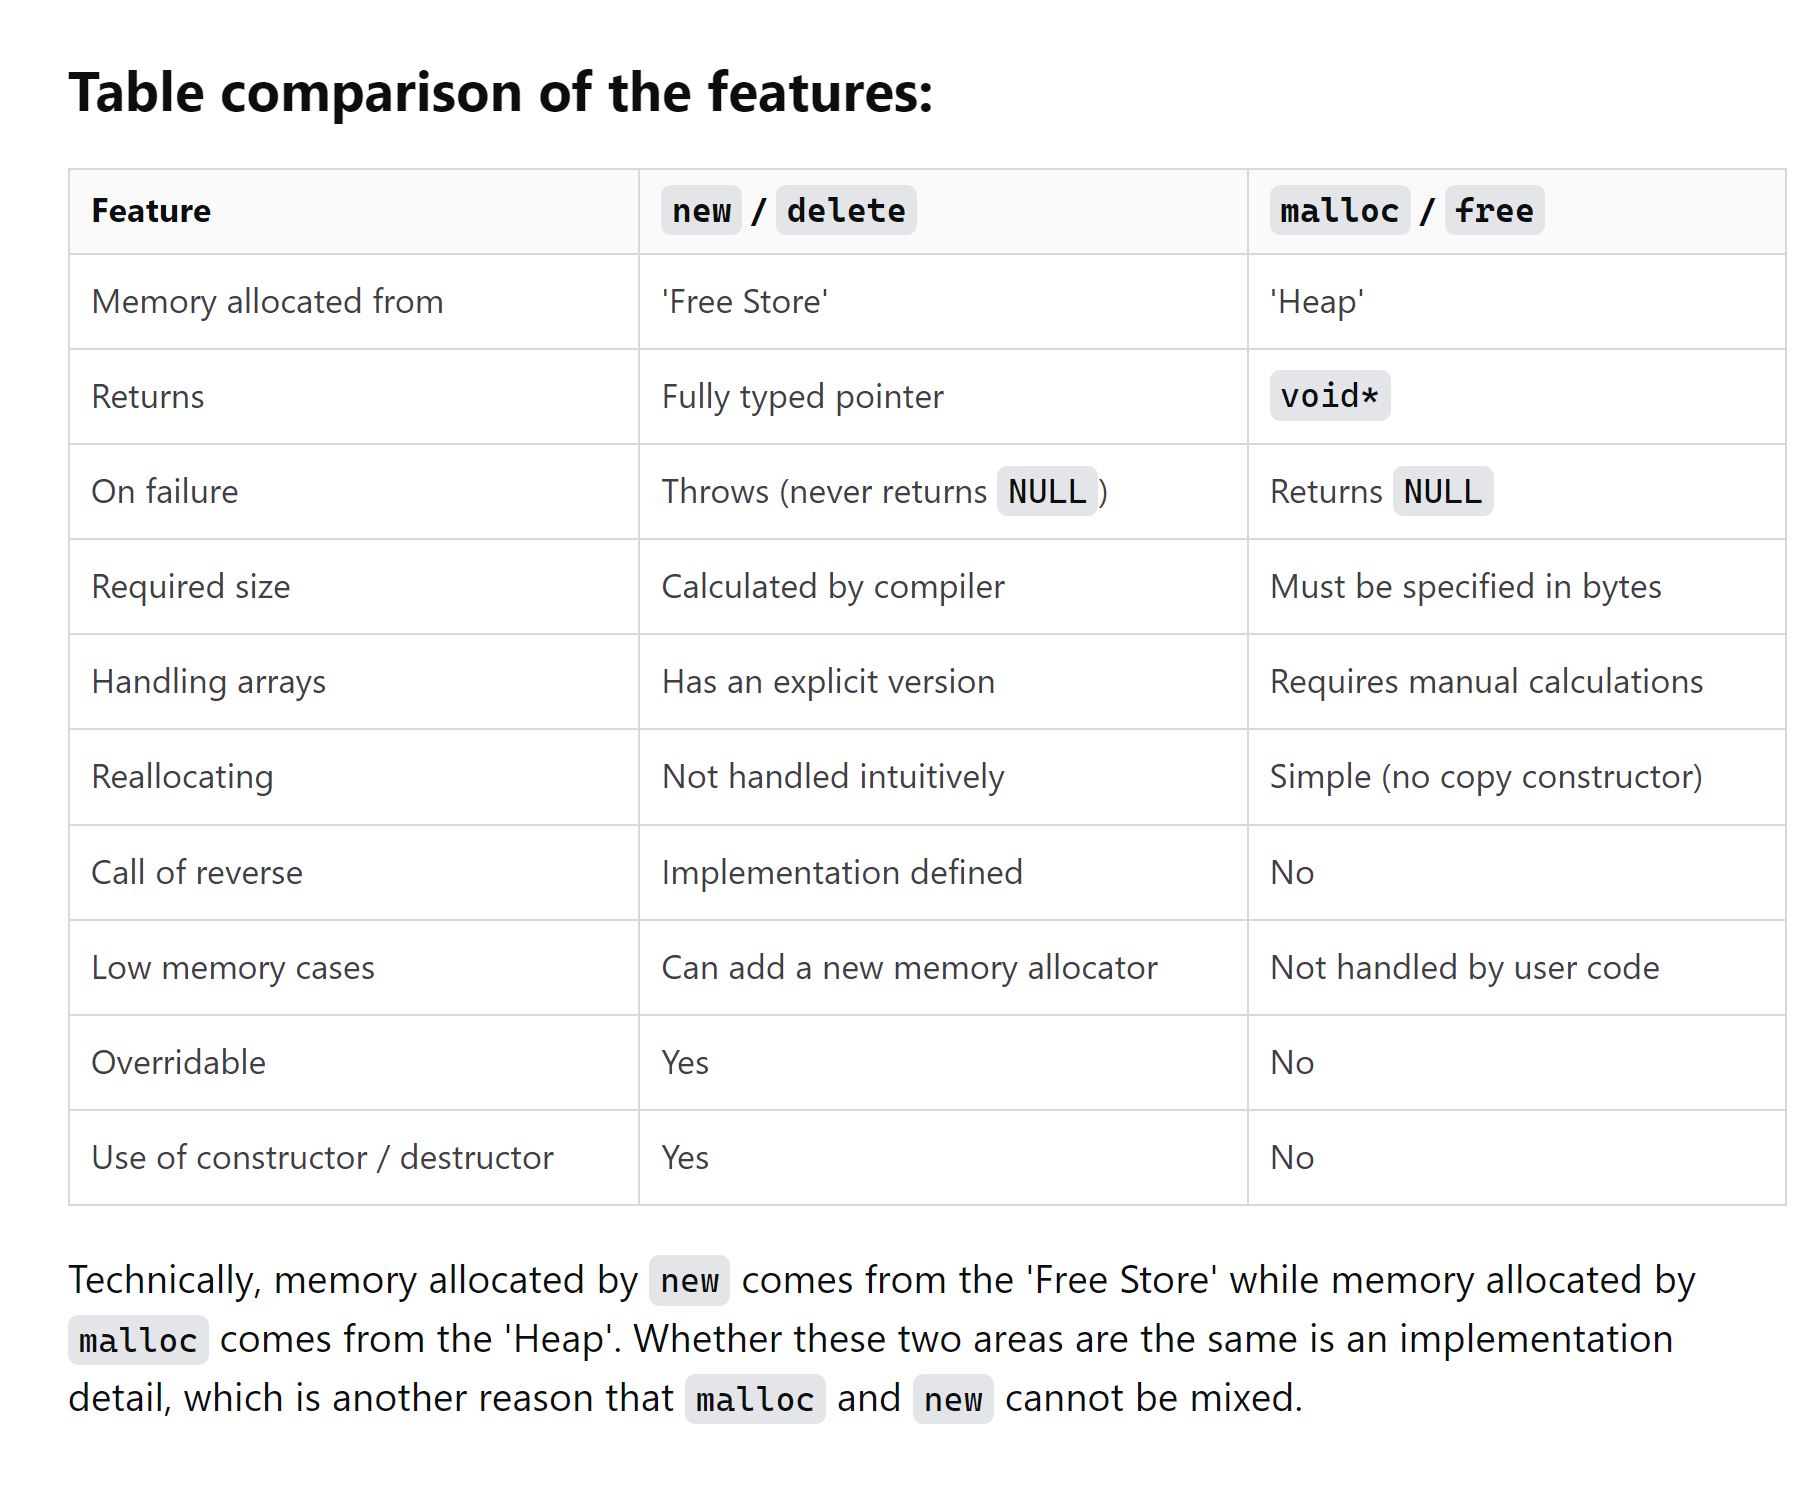 Table comparison of the features:
Feature new / delete malloc / free
Memory allocated from 'Free Store' 'Heap'
Returns Fully typed pointer void*
On failure Throws (never returns NULL) Returns NULL
Required size Calculated by compiler Must be specified in bytes
Handling arrays Has an explicit version Requires manual calculations
Reallocating Not handled intuitively Simple (no copy constructor)
Call of reverse Implementation defined No
Low memory cases Can add a new memory allocator Not handled by user code
Overridable Yes No
Use of constructor / destructor Yes No
Technically, memory allocated by new comes from the 'Free Store' while memory allocated by
malloc comes from the 'Heap'. Whether these two areas are the same is an implementation
detail, which is another reason that malloc and new cannot be mixed.